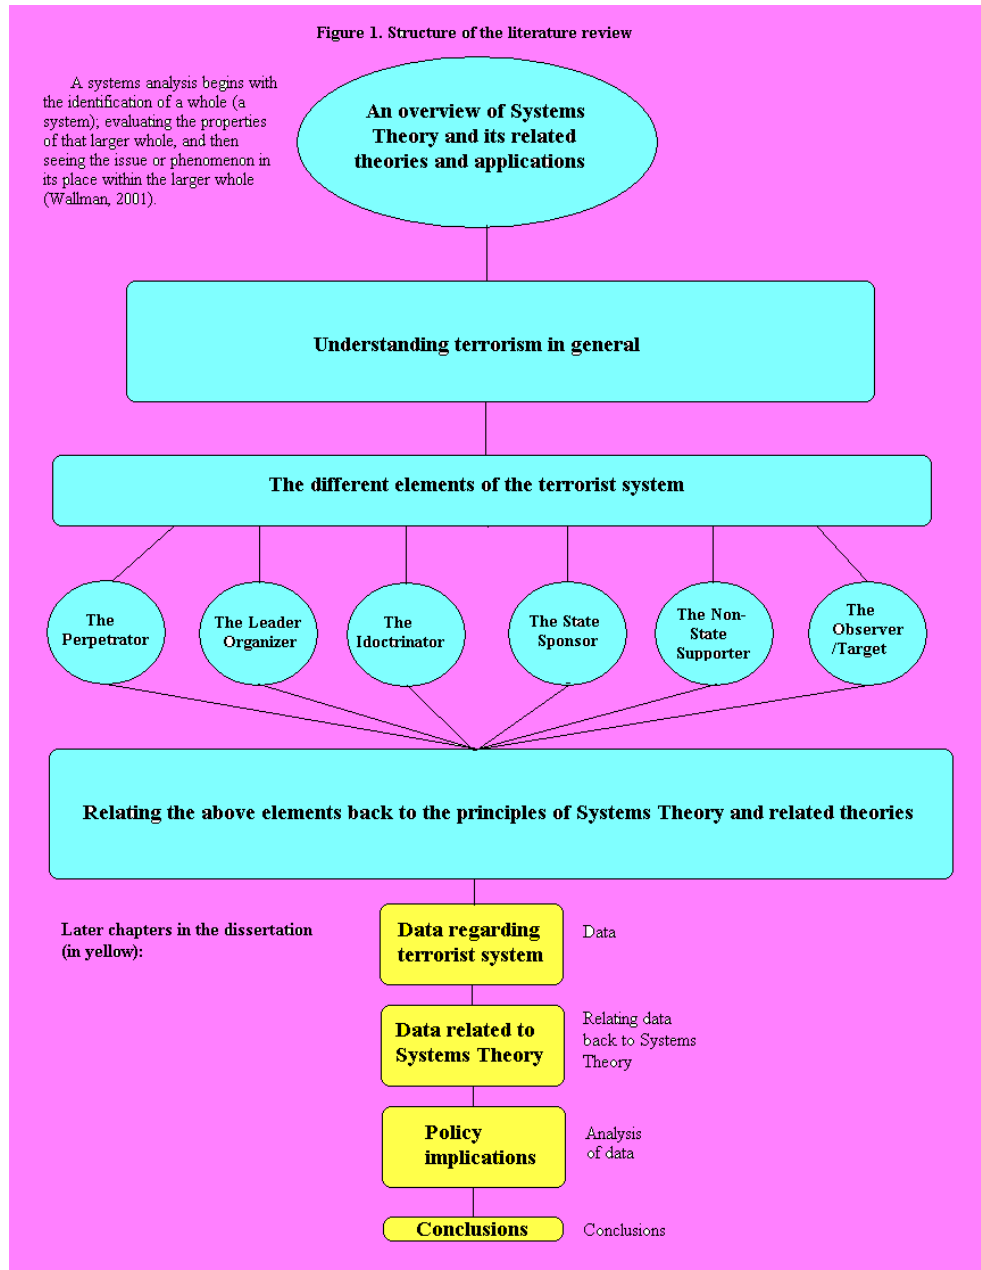 Figure 1. Structure of the literature review
A systems analysis begins with
the identification of a whole (a
system); evaluating the properties
of that larger whole, and then
seeing the issue or phenomenon in
its place within the larger whole
(Wallman, 2001).
An overview of Systems
Theory and its related
theories and applications
Understanding terrorism in general
The different elements of the terrorist system
The
Perpetrator
The Leader
Organizer
The
Idoctrinator
The State
Sponsor
The Non-
State
Supporter
The
Observer
/Target
Relating the above elements back to the principles of Systems Theory and related theories
Later chapters in the dissertation
(in yellow):
Data regarding
terrorist system
Data
Data related to
Systems Theory
Relating data
back to Systems
Theory
Policy
implications
Analysis
of data
Conclusions
Conclusions